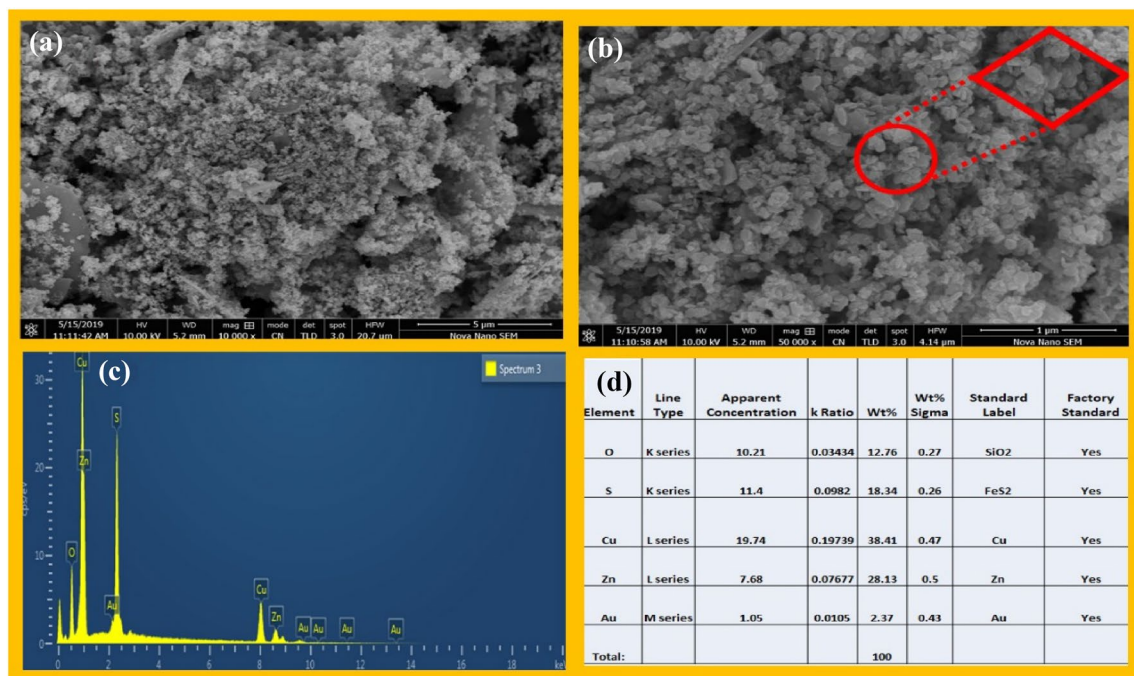 (a)
5/15/2019 HV WD mag mode det spot HFW 5 µm
11:11:42 AM 10.00 kV 5.2 mm 10 000 x CN TLD 3.0 20.7 µm Nova Nano SEM
(b)
5/15/2019 HV WD mag mode det spot HFW 1 µm
11:10:58 AM 10.00 kV 5.2 mm 50 000 x CN TLD 3.0 4.14 µm Nova Nano SEM
(c)
Spectrum 3
cps/eV
30
20
10
0
Cu
Zn
S
O
Au
Cu
Zn
Au
Au
Au
Au
0 2 4 6 8 10 12 14 16 18 keV
(d)
Element Line Type Apparent Concentration k Ratio Wt% Wt% Sigma Standard Label Factory Standard
O K series 10.21 0.03434 12.76 0.27 SiO2 Yes
S K series 11.4 0.0982 18.34 0.26 FeS2 Yes
Cu L series 19.74 0.19739 38.41 0.47 Cu Yes
Zn L series 7.68 0.07677 28.13 0.5 Zn Yes
Au M series 1.05 0.0105 2.37 0.43 Au Yes
Total: 100